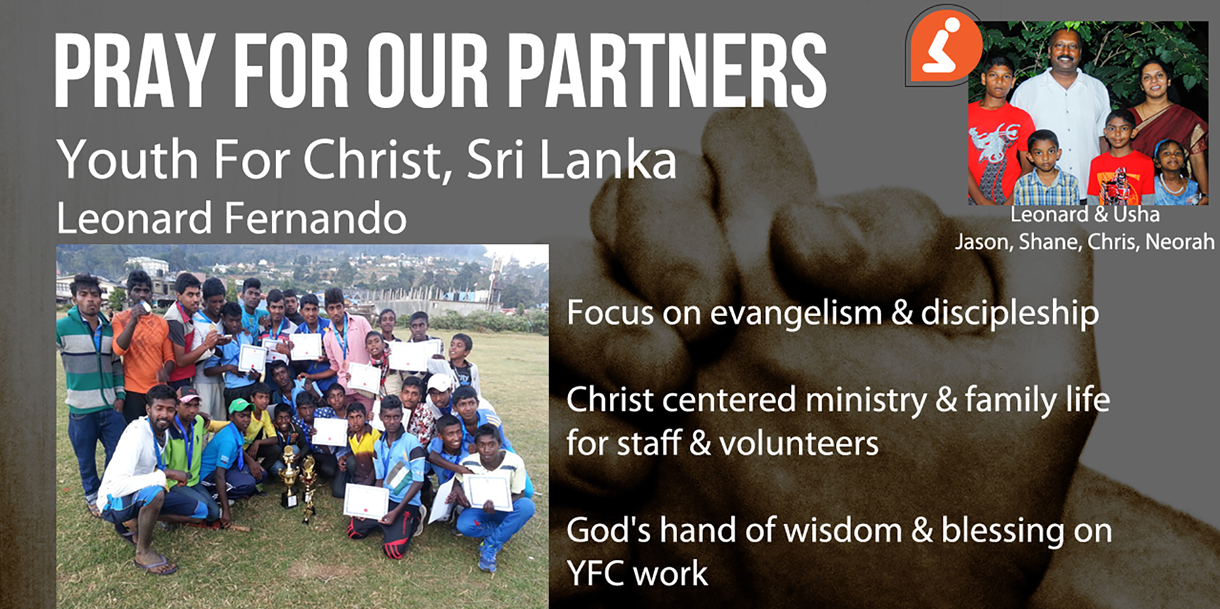 PRAY FOR OUR PARTNERS
Youth For Christ, Sri Lanka
Leonard Fernando
Leonard & Usha
Jason, Shane, Chris, Neorah
Focus on evangelism & discipleship
Christ centered ministry & family life
for staff & volunteers
God's hand of wisdom & blessing on
YFC work